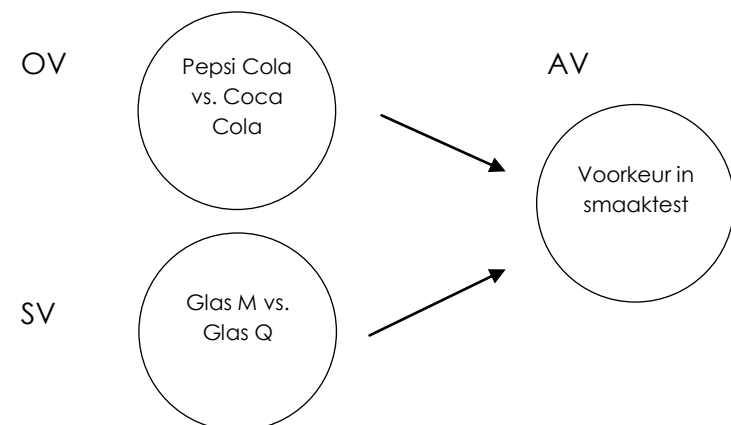 OV
Pepsi Cola
vs. Coca
Cola
AV
Voorkeur in
smaaktest
SV
Glas M vs.
Glas Q